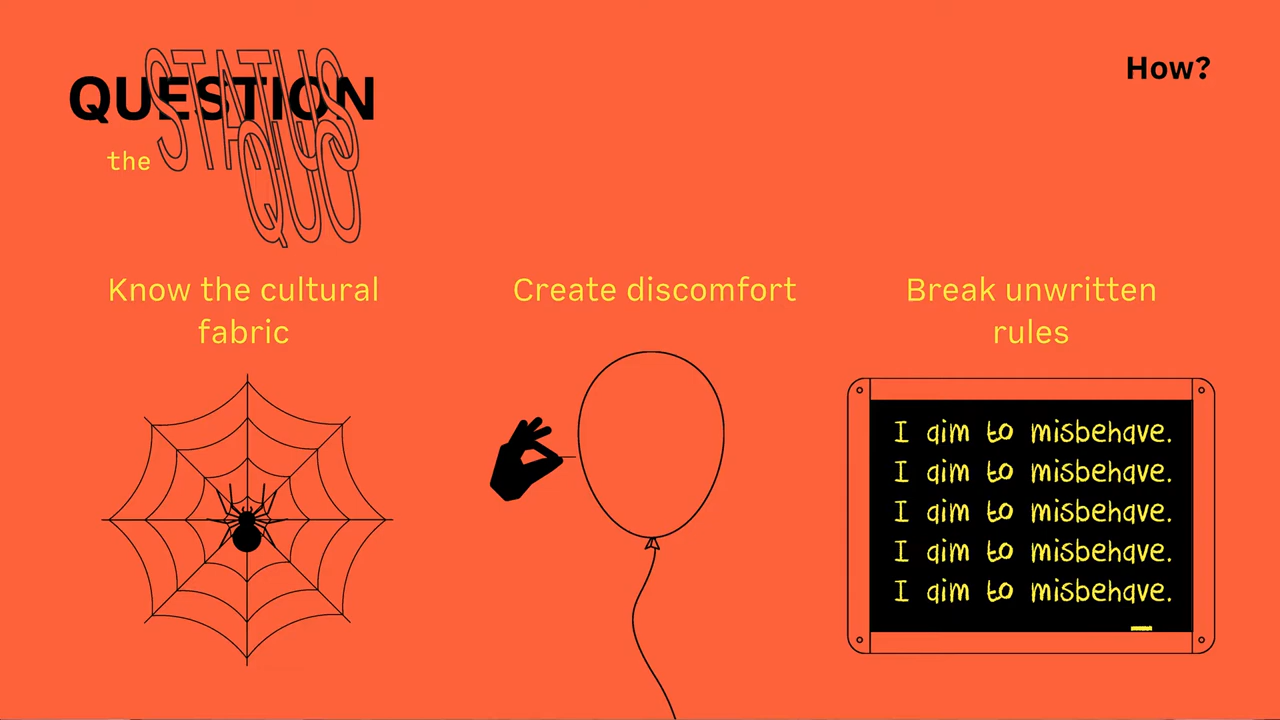 QUESTION
the
STATUS
QUO
How?
Know the cultural
fabric
Create discomfort
Break unwritten
rules
I aim to misbehave.
I aim to misbehave.
I aim to misbehave.
I aim to misbehave.
I aim to misbehave.